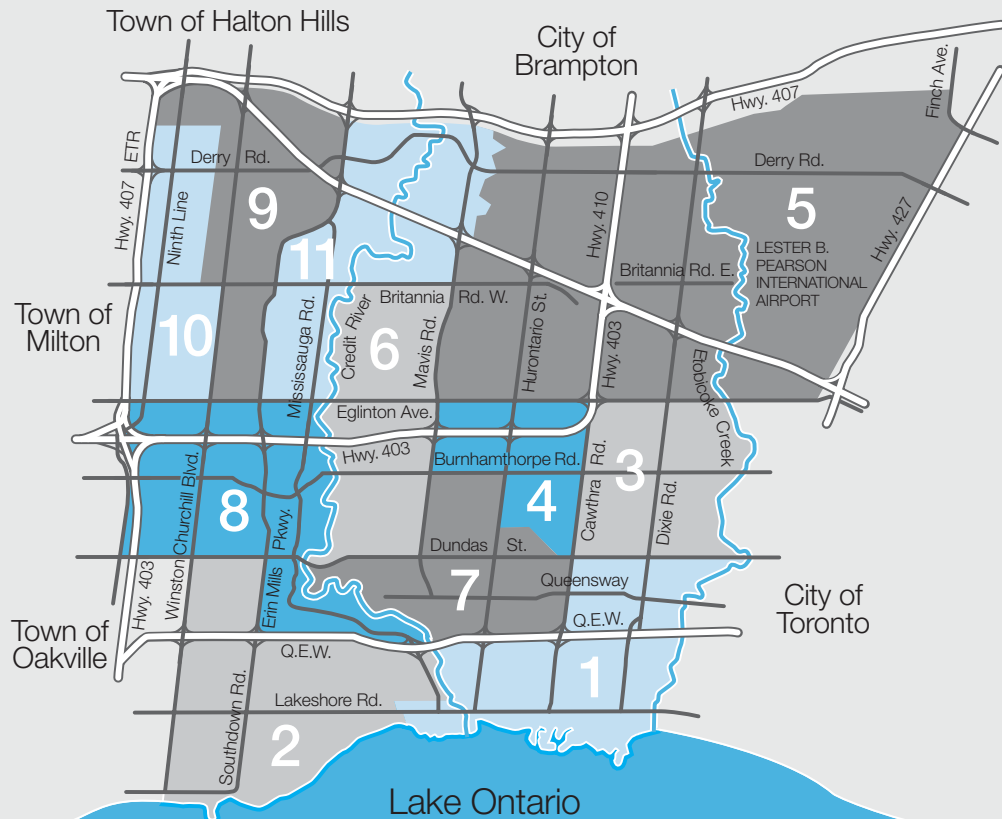 Town of Halton Hills
City of
Brampton
Hwy. 407
Finch Ave.
Hwy. 407 ETR
Derry Rd.
Derry Rd.
Ninth Line
9
5
Hwy. 410
Hwy. 427
11
LESTER B.
PEARSON
INTERNATIONAL
AIRPORT
Britannia Rd. E.
Britannia Rd. W.
Town of
Milton
10
Mississauga Rd.
Credit River
6
Mavis Rd.
Hurontario St.
Hwy. 403
Etobicoke Creek
Eglinton Ave.
Hwy. 403
Burnhamthorpe Rd.
Winston Churchill Blvd.
8
Erin Mills Pkwy.
4
Cawthra Rd.
3
Dixie Rd.
Dundas St.
7
Queensway
Hwy. 403
Town of
Oakville
City of
Toronto
Q.E.W.
Q.E.W.
1
Lakeshore Rd.
Southdown Rd.
2
Lake Ontario